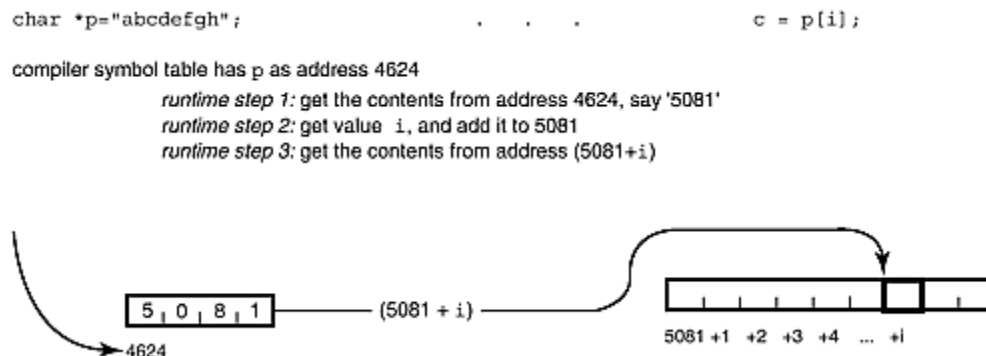 char *p="abcdefgh"; . . . c = p[i];
compiler symbol table has p as address 4624
runtime step 1: get the contents from address 4624, say '5081'
runtime step 2: get value i, and add it to 5081
runtime step 3: get the contents from address (5081+i)
5 0 8 1 (5081 + i)
5081 +1 +2 +3 +4 ... +i
4624